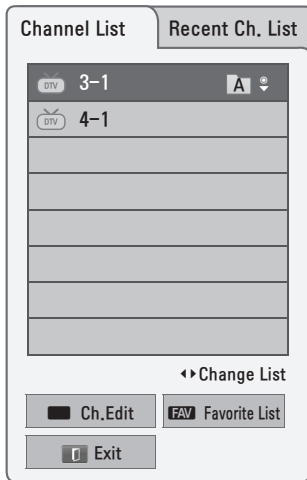 Channel List Recent Ch. List
DTV 3-1 A
DTV 4-1
Change List
Ch.Edit FAV Favorite List
Exit